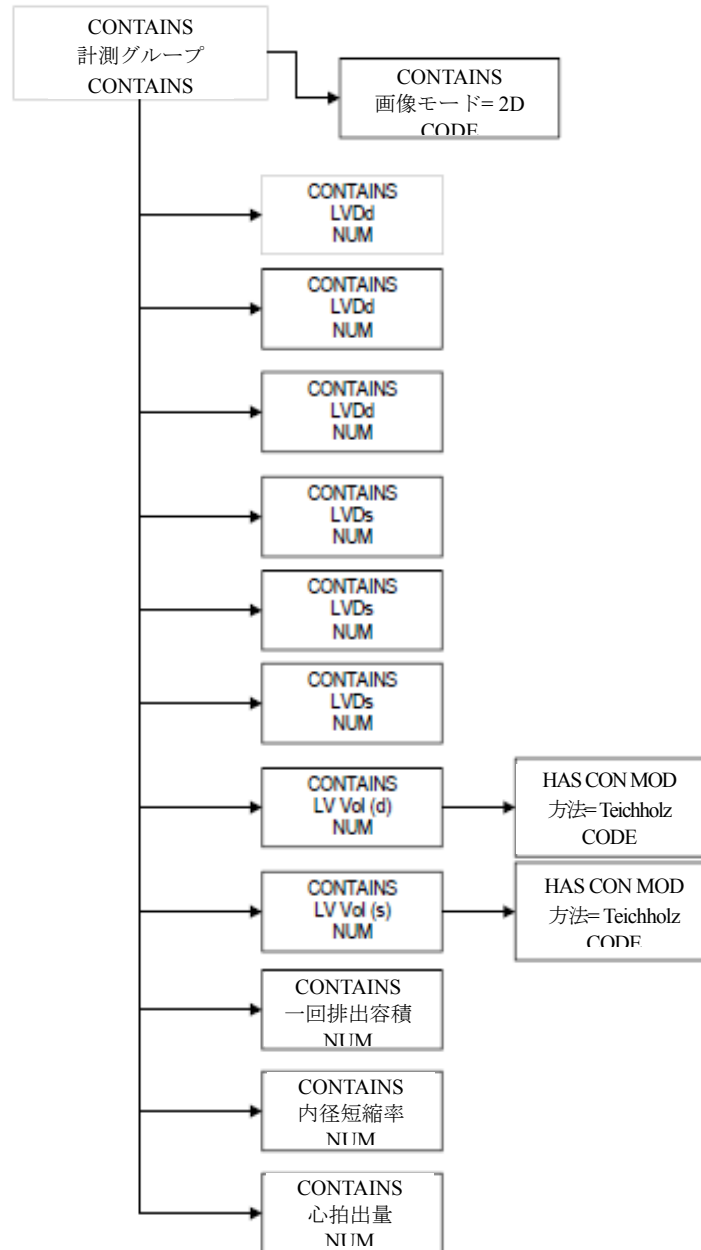 CONTAINS
計測グループ
CONTAINS
CONTAINS
画像モード= 2D
CODE
CONTAINS
LVDd
NUM
CONTAINS
LVDd
NUM
CONTAINS
LVDd
NUM
CONTAINS
LVDs
NUM
CONTAINS
LVDs
NUM
CONTAINS
LVDs
NUM
CONTAINS
LV Vol (d)
NUM
HAS CON MOD
方法= Teichholz
CODE
CONTAINS
LV Vol (s)
NUM
HAS CON MOD
方法= Teichholz
CODE
CONTAINS
一回排出容積
NUM
CONTAINS
内径短縮率
NUM
CONTAINS
心拍出量
NUM